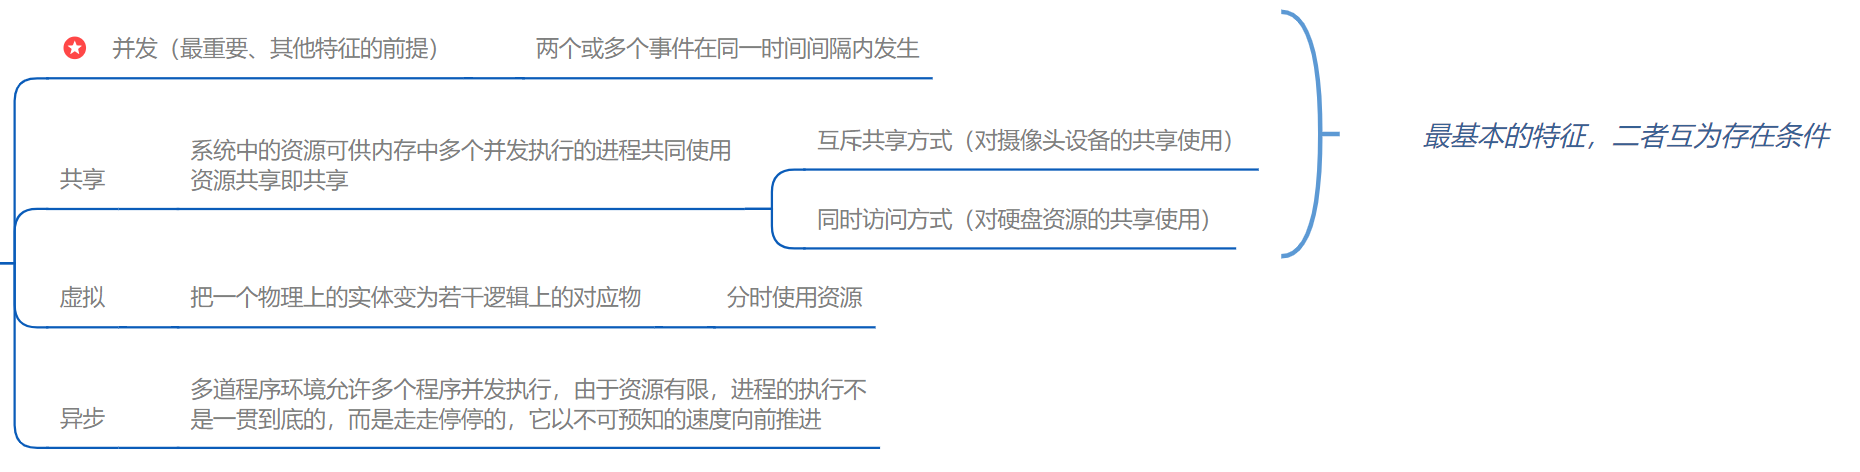 并发（最重要、其他特征的前提）
两个或多个事件在同一时间间隔内发生
共享
系统中的资源可供内存中多个并发执行的进程共同使用
资源共享即共享
互斥共享方式（对摄像头设备的共享使用）
同时访问方式（对硬盘资源的共享使用）
最基本的特征，二者互为存在条件
虚拟
把一个物理上的实体变为若干逻辑上的对应物
分时使用资源
异步
多道程序环境允许多个程序并发执行，由于资源有限，进程的执行不
是一贯到底的，而是走走停停的，它以不可预知的速度向前推进